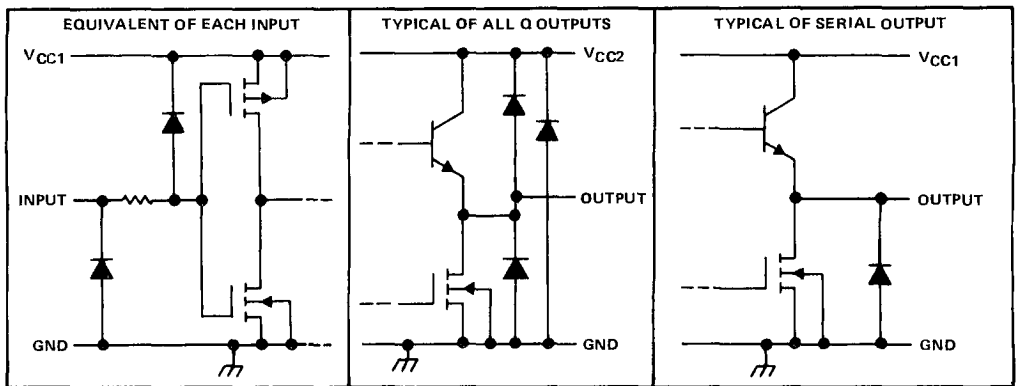 EQUIVALENT OF EACH INPUT
VCC1
INPUT
GND
TYPICAL OF ALL Q OUTPUTS
VCC2
OUTPUT
GND
TYPICAL OF SERIAL OUTPUT
VCC1
OUTPUT
GND